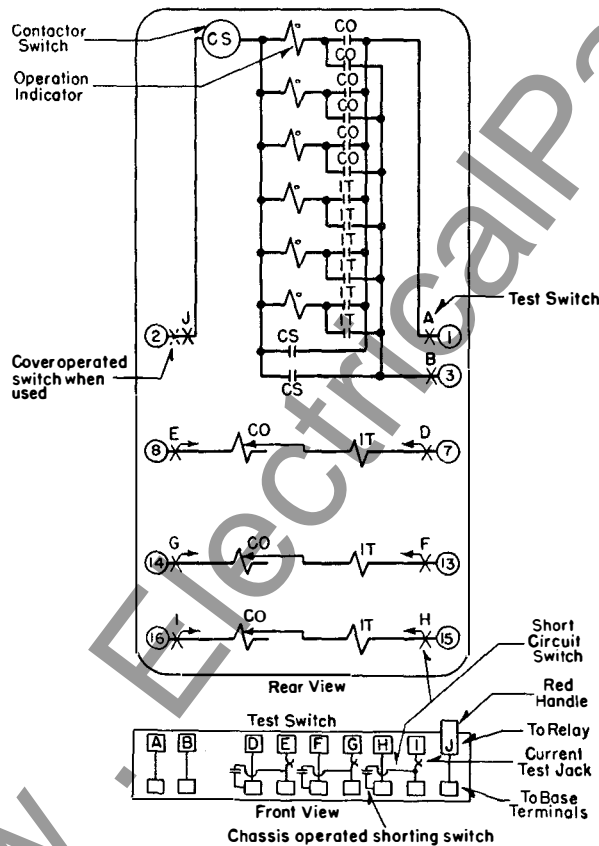 Contactor
Switch
CS
CO
CO
Operation
Indicator
CO
CO
CO
CO
IT
IT
IT
IT
IT
IT
CS
CS
Test Switch
J
A
2
1
B
3
Cover operated
switch when
used
E
CO
IT
D
8
7
G
CO
IT
F
14
13
I
CO
IT
H
16
15
Short
Circuit
Switch
Rear View
Red
Handle
Test Switch
To Relay
A B D E F G H I J
Current
Test Jack
To Base
Terminals
Front View
Chassis operated shorting switch
. ElectricalPa